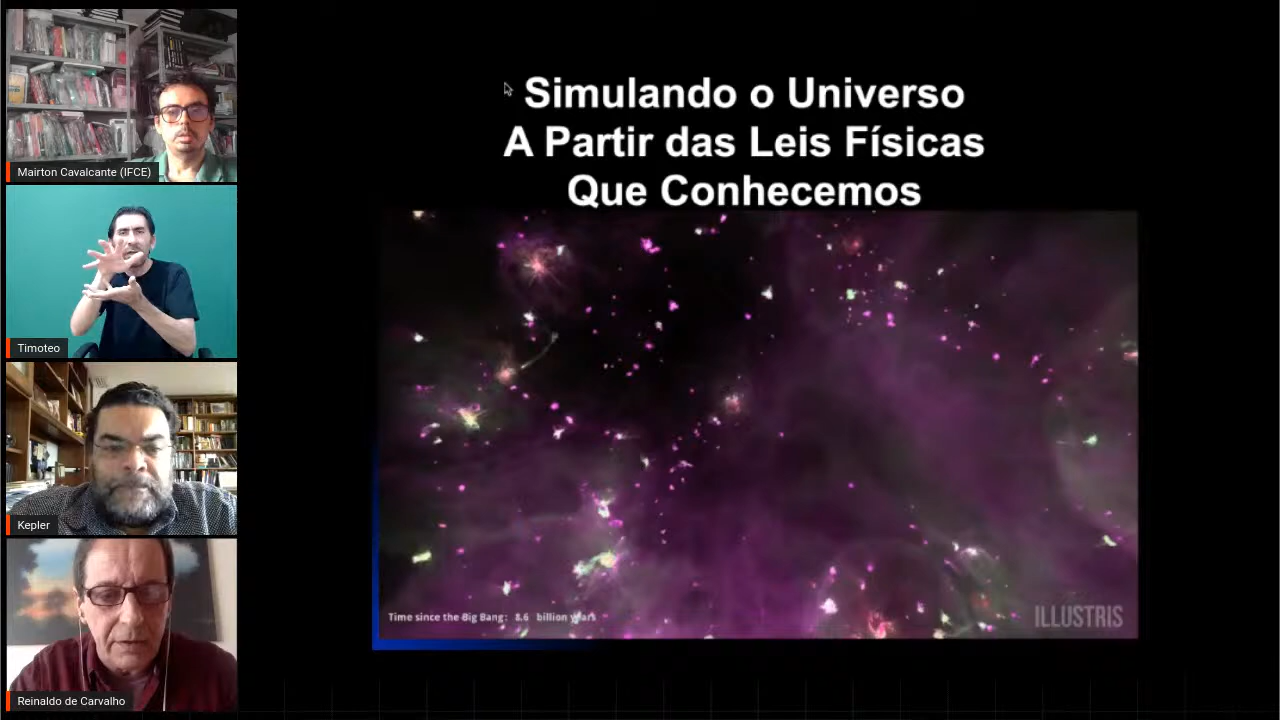 Mairton Cavalcante (IFCE)
Timoteo
Kepler
Reinaldo de Carvalho
Simulando o Universo
A Partir das Leis Físicas
Que Conhecemos
Time since the Big Bang: 8.6 billion years
ILLUSTRIS